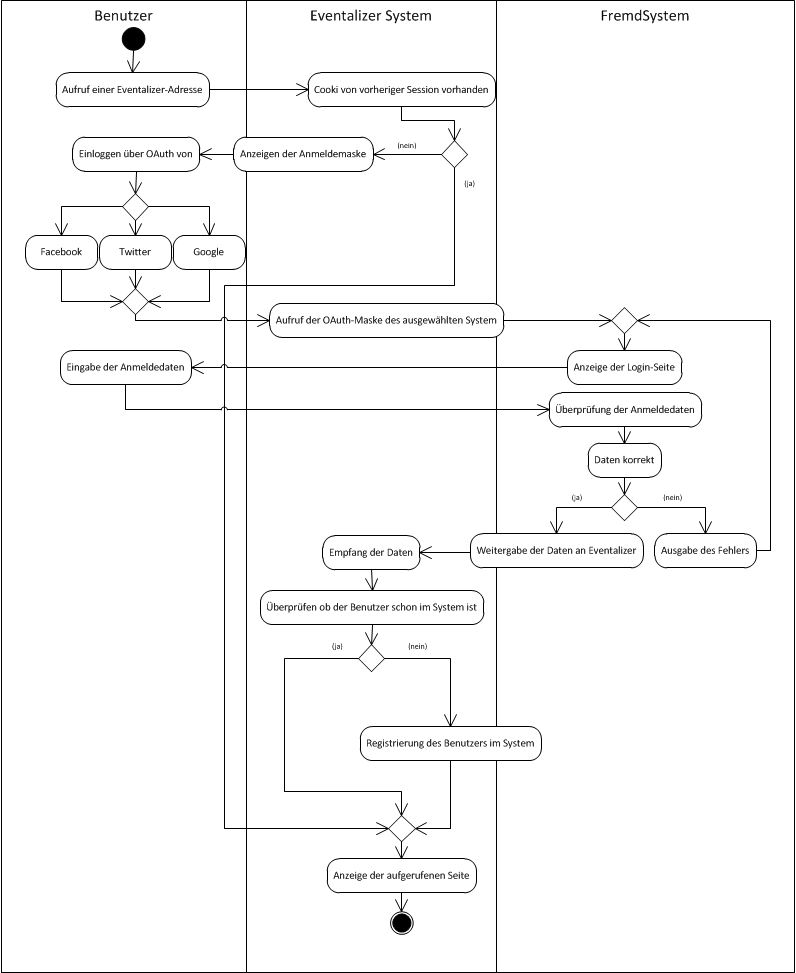 Benutzer
Eventalizer System
FremdSystem
Aufruf einer Eventalizer-Adresse
Cooki von vorheriger Session vorhanden
Einloggen über OAuth von
Anzeigen der Anmeldemaske
(nein)
(ja)
Facebook
Twitter
Google
Aufruf der OAuth-Maske des ausgewählten System
Eingabe der Anmeldedaten
Anzeige der Login-Seite
Überprüfung der Anmeldedaten
Daten korrekt
(ja)
(nein)
Empfang der Daten
Weitergabe der Daten an Eventalizer
Ausgabe des Fehlers
Überprüfen ob der Benutzer schon im System ist
(ja)
(nein)
Registrierung des Benutzers im System
Anzeige der aufgerufenen Seite